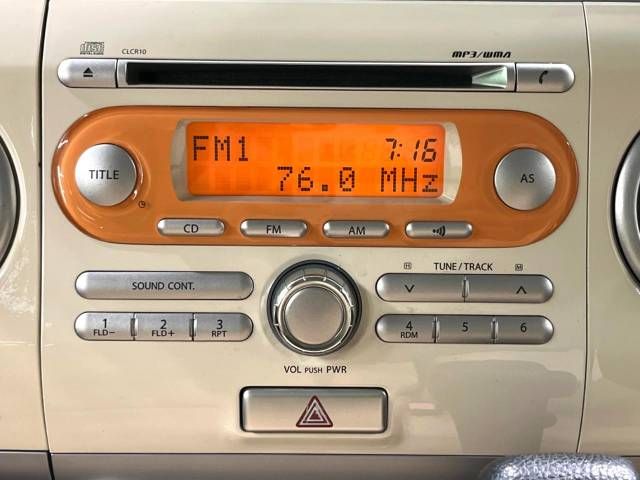 CLCR10
MP3/WMA
FM1 7:16
76.0 MHz
TITLE
AS
CD
FM
AM
SOUND CONT.
H TUNE/TRACK M
1 FLD-
2 FLD+
3 RPT
4 RDM
5
6
VOL PUSH PWR